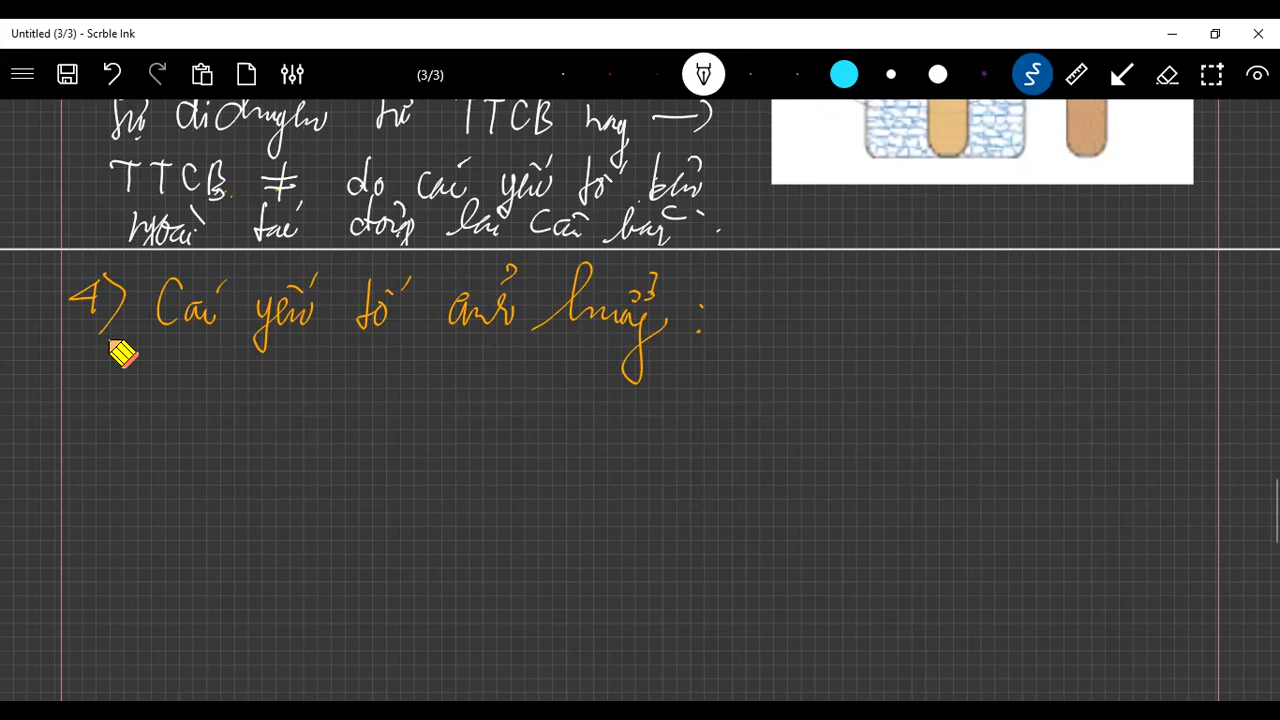 Untitled (3/3) - Scrble Ink
(3/3)
Sự di chuyển từ TTCB này →
TTCB ≠ do các yếu tố bên
ngoài tác động lên cân bằng.
4) Các yếu tố ảnh hưởng :